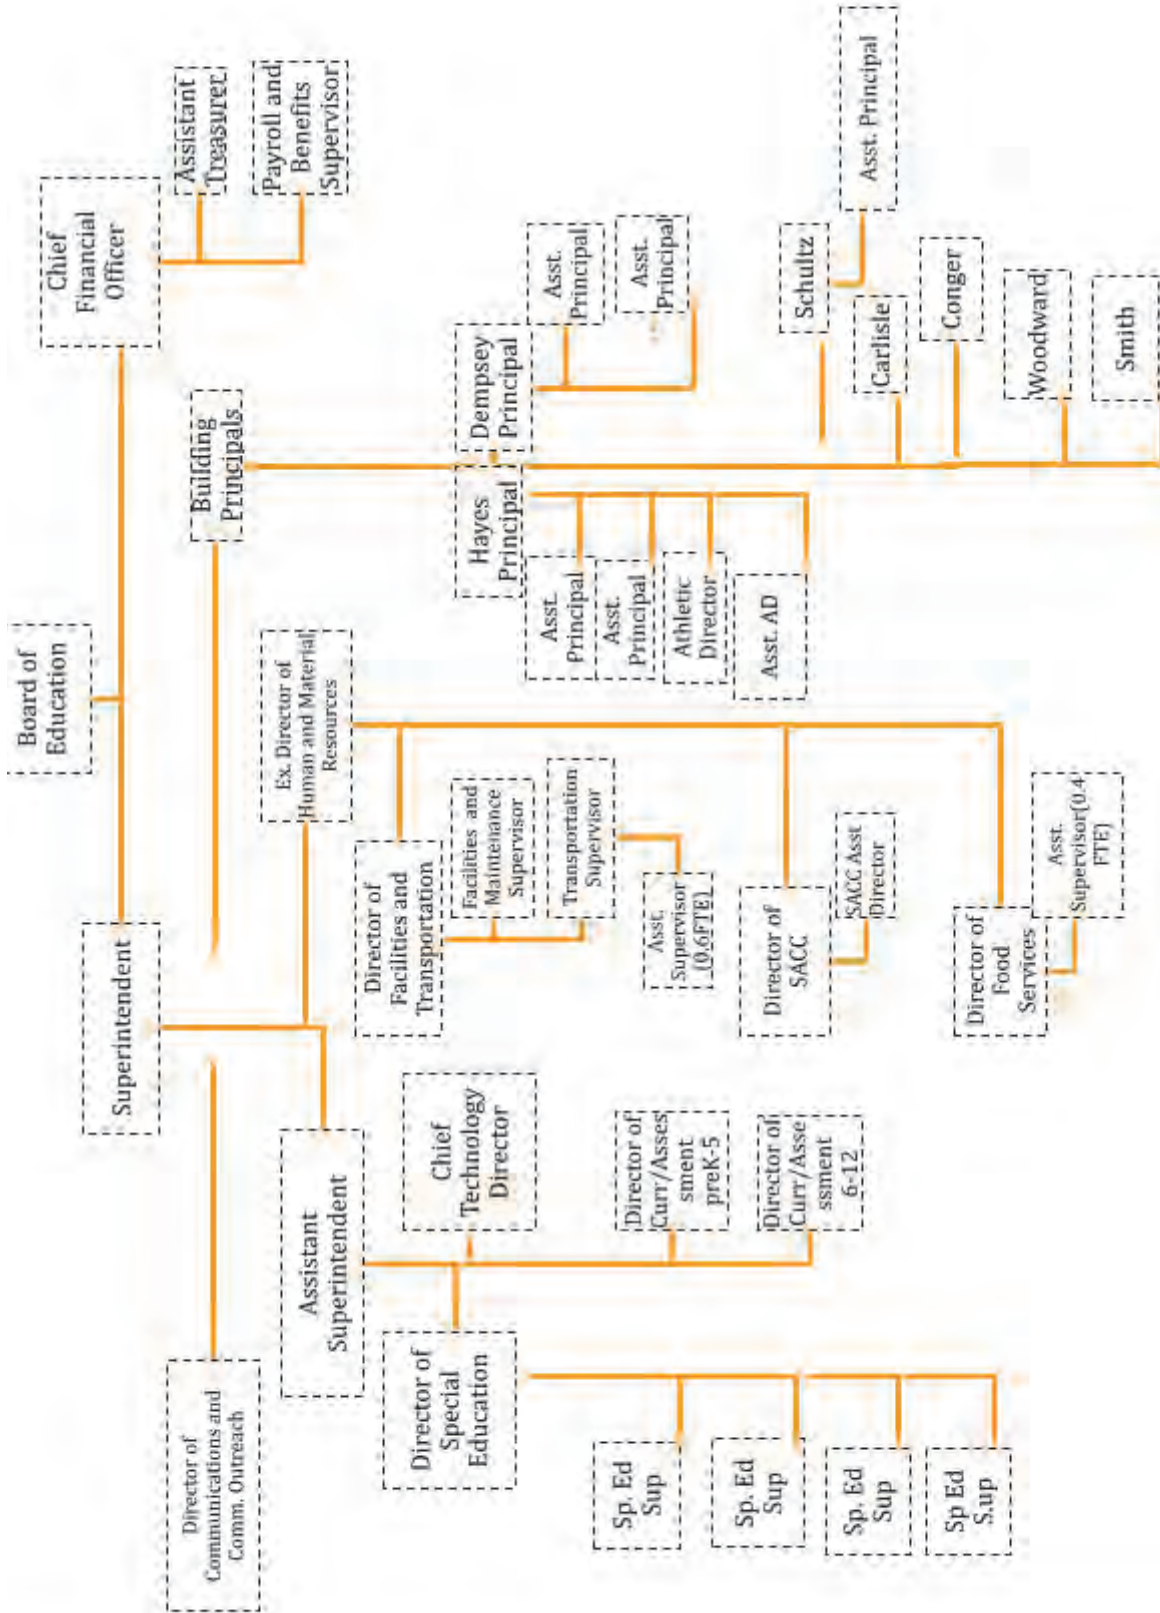 Board of
Education
Superintendent
Chief
Financial
Officer
Assistant
Treasurer
Payroll and
Benefits
Supervisor
Director of
Communications and
Comm. Outreach
Building
Principals
Assistant
Superintendent
Ex. Director of
Human and Material
Resources
Director of
Special
Education
Chief
Technology
Director
Director of
Curr/Asses
sment
preK-5
Director of
Curr/Asse
ssment
6-12
Sp. Ed
Sup
Sp. Ed
Sup
Sp. Ed
Sup
Sp Ed
S.up
Director of
Facilities and
Transportation
Facilities and
Maintenance
Supervisor
Transportation
Supervisor
Asst.
Supervisor
(0.6FTE)
Director of
SACC
SACC Asst
Director
Director of
Food
Services
Asst.
Supervisor(0.4
FTE)
Hayes
Principal
Asst.
Principal
Asst.
Principal
Athletic
Director
Asst. AD
Dempsey
Principal
Asst.
Principal
Asst.
Principal
Schultz
Asst. Principal
Carlisle
Conger
Woodward
Smith